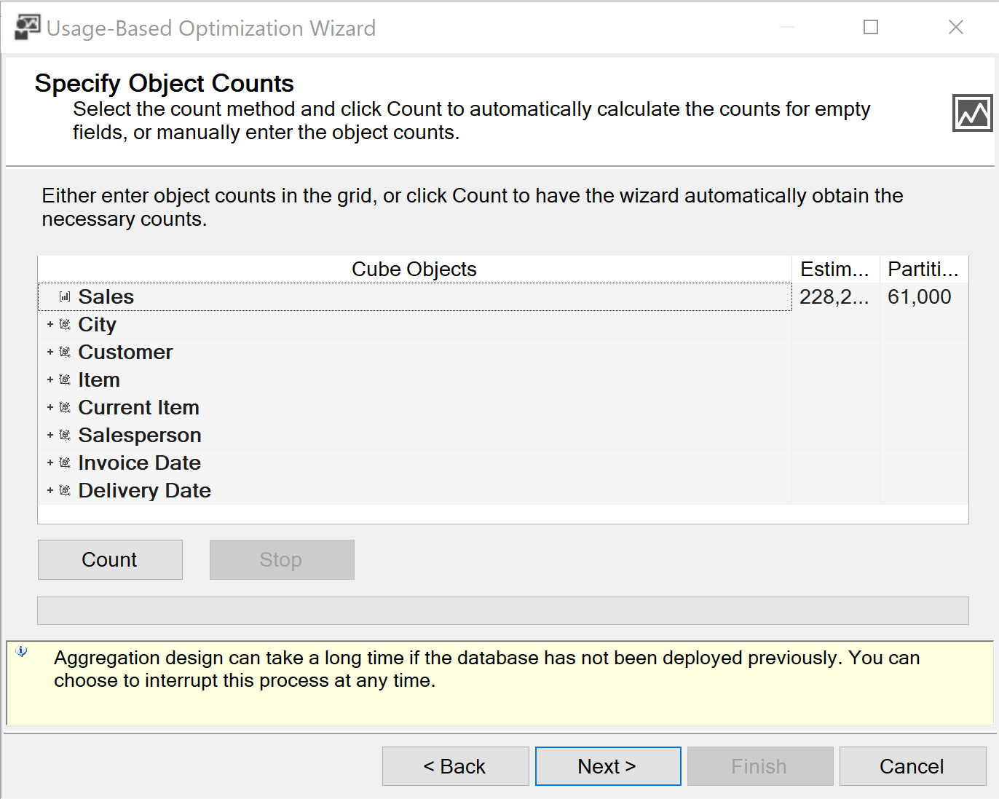 Usage-Based Optimization Wizard
Specify Object Counts
Select the count method and click Count to automatically calculate the counts for empty
fields, or manually enter the object counts.
Either enter object counts in the grid, or click Count to have the wizard automatically obtain the
necessary counts.
Cube Objects Estim... Partiti...
Sales 228,2... 61,000
+ City
+ Customer
+ Item
+ Current Item
+ Salesperson
+ Invoice Date
+ Delivery Date
Count Stop
Aggregation design can take a long time if the database has not been deployed previously. You can
choose to interrupt this process at any time.
< Back Next > Finish Cancel